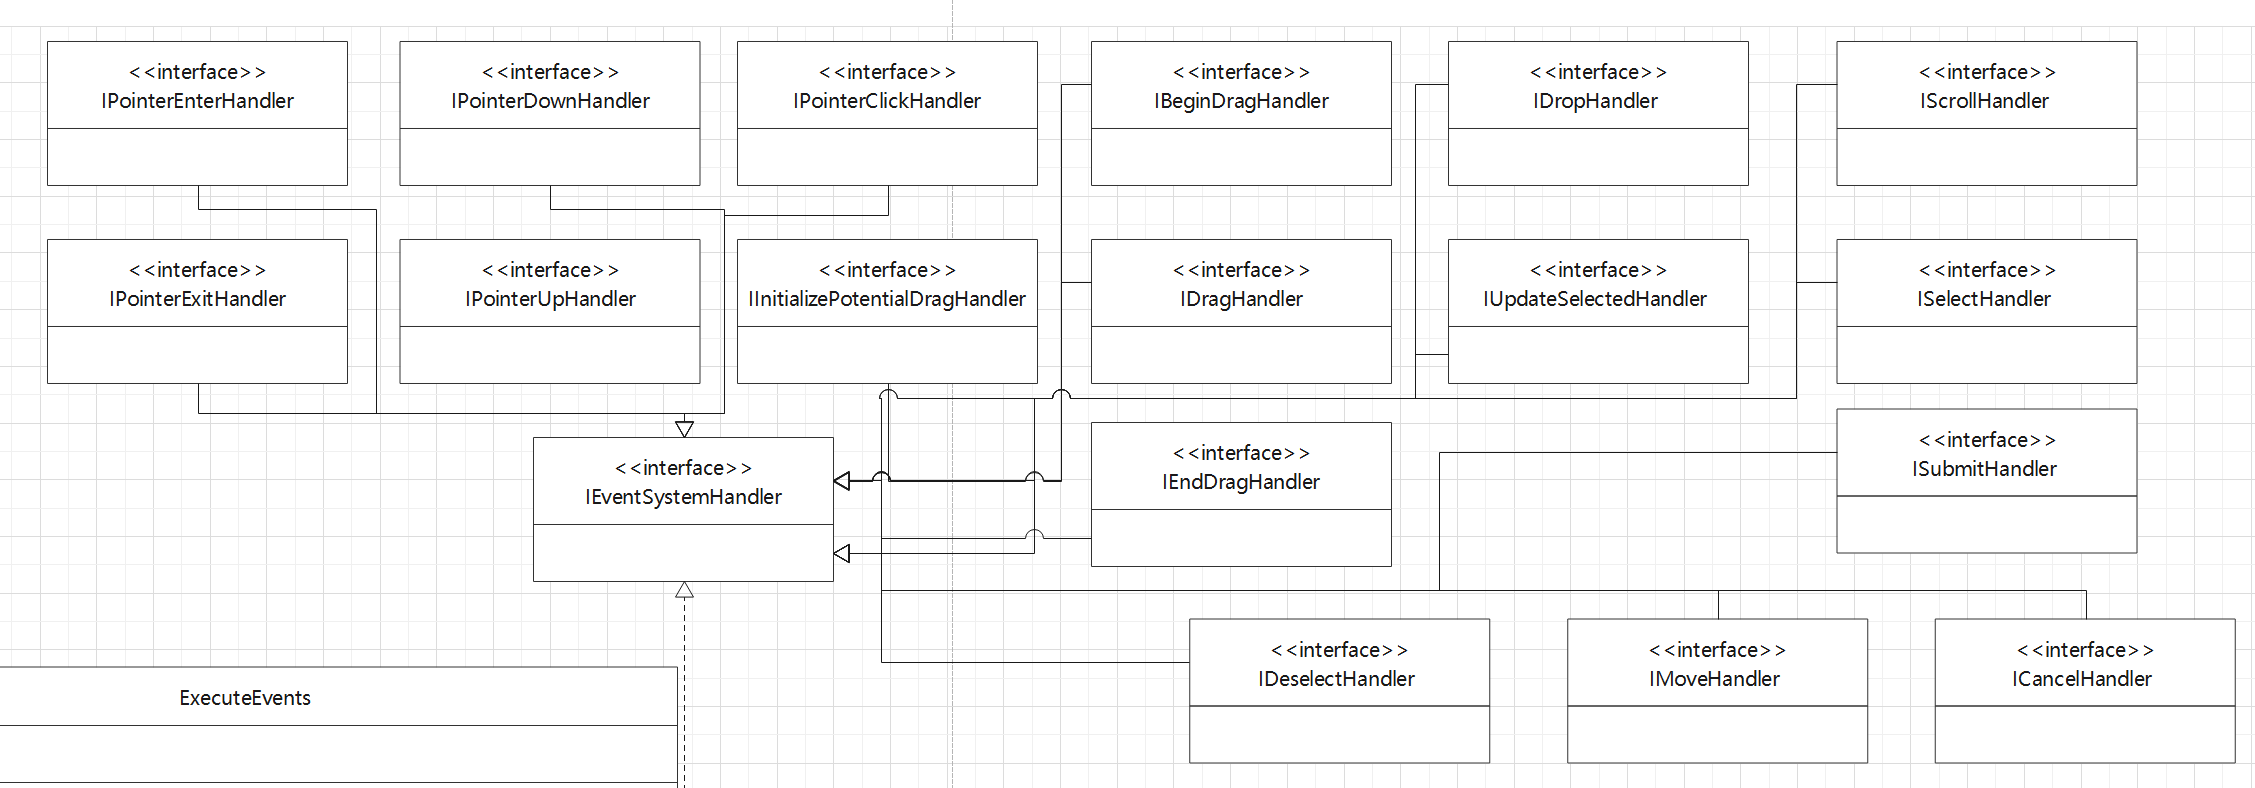 <<interface>>
IPointerEnterHandler
<<interface>>
IPointerDownHandler
<<interface>>
IPointerClickHandler
<<interface>>
IBeginDragHandler
<<interface>>
IDropHandler
<<interface>>
IScrollHandler
<<interface>>
IPointerExitHandler
<<interface>>
IPointerUpHandler
<<interface>>
IInitializePotentialDragHandler
<<interface>>
IDragHandler
<<interface>>
IUpdateSelectedHandler
<<interface>>
ISelectHandler
<<interface>>
IEventSystemHandler
<<interface>>
IEndDragHandler
<<interface>>
ISubmitHandler
<<interface>>
IDeselectHandler
<<interface>>
IMoveHandler
<<interface>>
ICancelHandler
ExecuteEvents